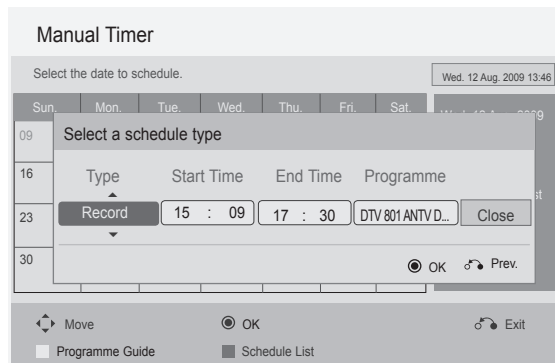 Manual Timer
Select the date to schedule.
Wed. 12 Aug. 2009 13:46
Sun. Mon. Tue. Wed. Thu. Fri. Sat.
09
Select a schedule type
16
Type Start Time End Time Programme
23
Record 15 : 09 17 : 30 DTV 801 ANTV D... Close
30
OK Prev.
Move OK Exit
Programme Guide Schedule List